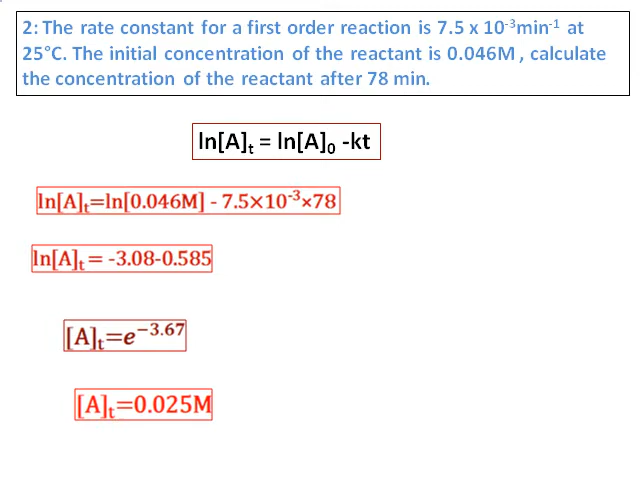 2: The rate constant for a first order reaction is 7.5 x 10⁻³min⁻¹ at
25°C. The initial concentration of the reactant is 0.046M , calculate
the concentration of the reactant after 78 min.
ln[A]ₜ = ln[A]₀ -kt
ln[A]ₜ=ln[0.046M] - 7.5×10⁻³×78
ln[A]ₜ = -3.08-0.585
[A]ₜ=e⁻³·⁶⁷
[A]ₜ=0.025M